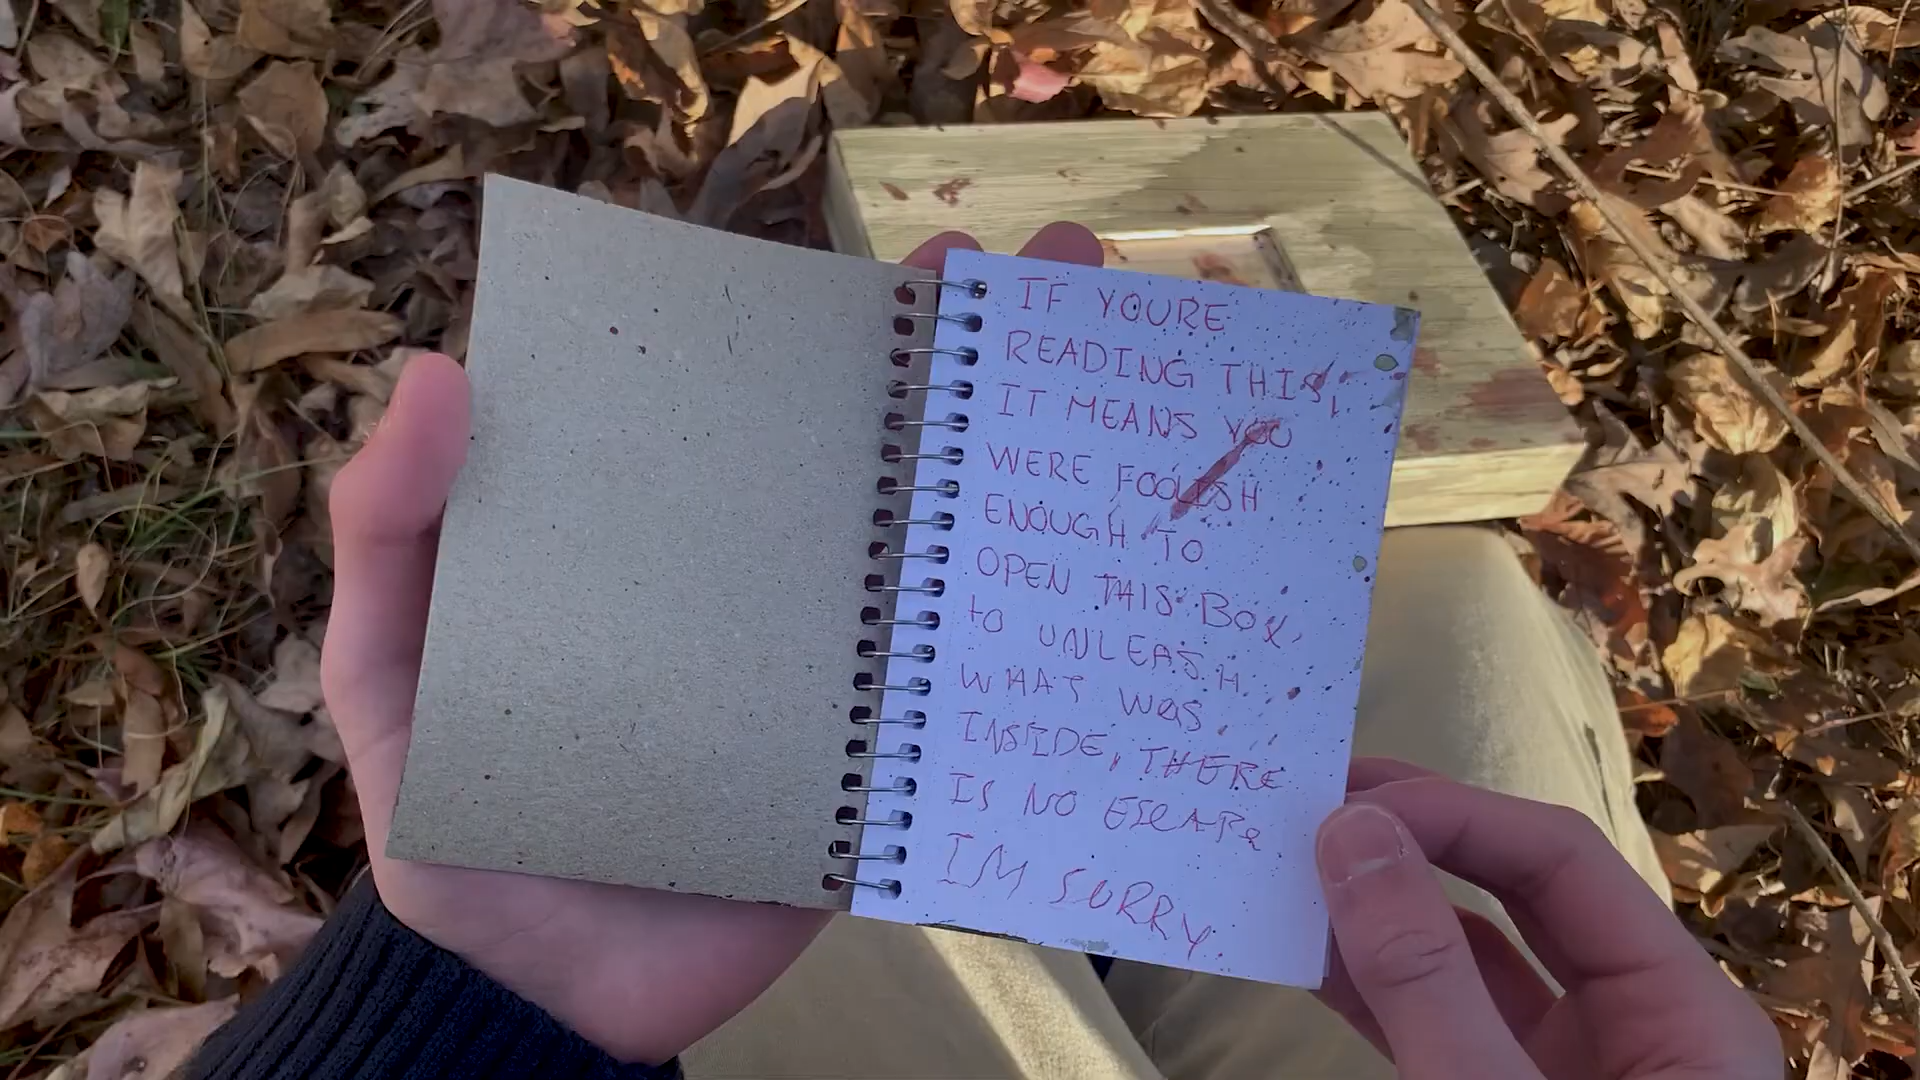 IF YOURE
READING THIS,
IT MEANS YOU
WERE FOOLISH
ENOUGH TO
OPEN THIS BOX,
to UNLEASH
WHAT Was
INSIDE, THERE
IS NO ESCAPe
IM SORRY